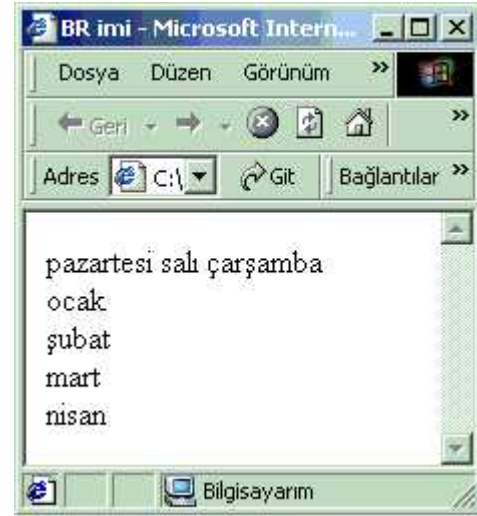 BR imi - Microsoft Intern...
Dosya Düzen Görünüm »
Geri »
Adres C:\ Git Bağlantılar »
pazartesi salı çarşamba
ocak
şubat
mart
nisan
Bilgisayarım